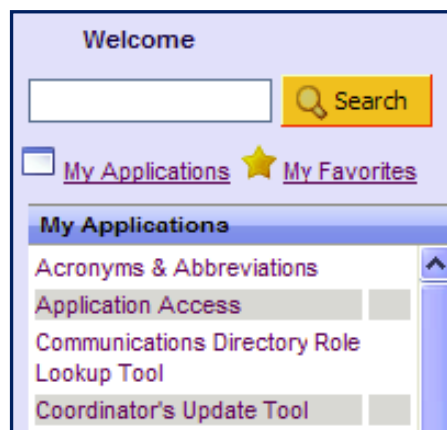 Welcome
Search
My Applications My Favorites
My Applications
Acronyms & Abbreviations
Application Access
Communications Directory Role
Lookup Tool
Coordinator's Update Tool